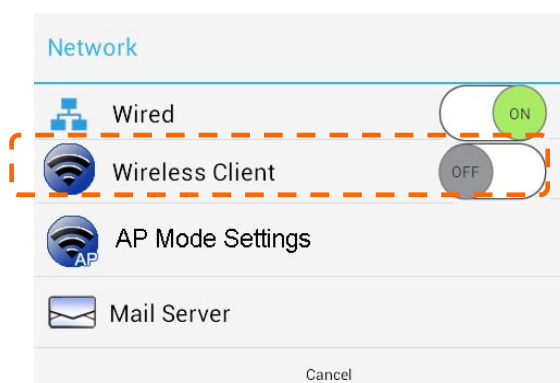 Network
Wired ON
Wireless Client OFF
AP
AP Mode Settings
Mail Server
Cancel